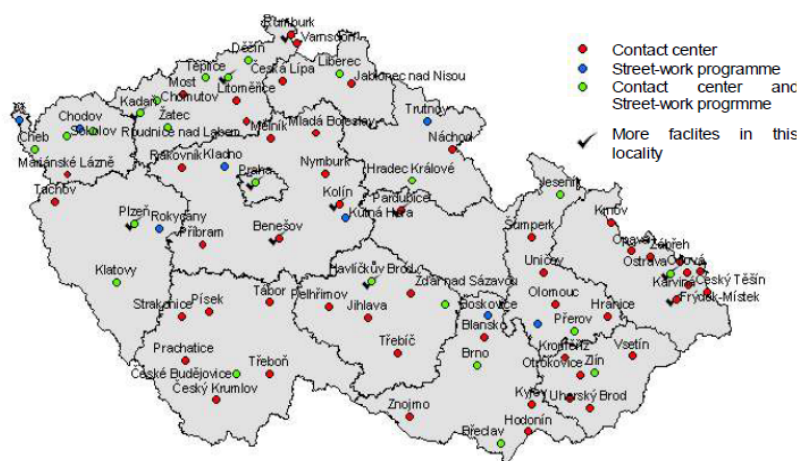 Rumburk
Varnsdorf
Děčín
Teplice
Česká Lípa
Liberec
Jablonec nad Nisou
Most
Chomutov
Litoměřice
Kadaň
Žatec
Roudnice nad Labem
Mělník
Mladá Boleslav
Trutnov
Náchod
Chodov
Cheb
Sokolov
Mariánské Lázně
Tachov
Rakovník
Kladno
Praha
Nymburk
Hradec Králové
Kolín
Pardubice
Kutná Hora
Jeseník
Plzeň
Rokycany
Příbram
Benešov
Šumperk
Krnov
Opava
Zábřeh
Ostrava
Orlová
Český Těšín
Karviná
Frýdek-Místek
Klatovy
Havlíčkův Brod
Žďár nad Sázavou
Uničov
Strakonice
Písek
Tábor
Pelhřimov
Jihlava
Boskovice
Olomouc
Hranice
Blansko
Přerov
Prachatice
Třebíč
Brno
Kroměříž
Otrokovice
Zlín
Vsetín
České Budějovice
Třeboň
Český Krumlov
Znojmo
Kyjov
Uherský Brod
Hodonín
Břeclav
Contact center
Street-work programme
Contact center and
Street-work progrmme
More faclites in this
locality